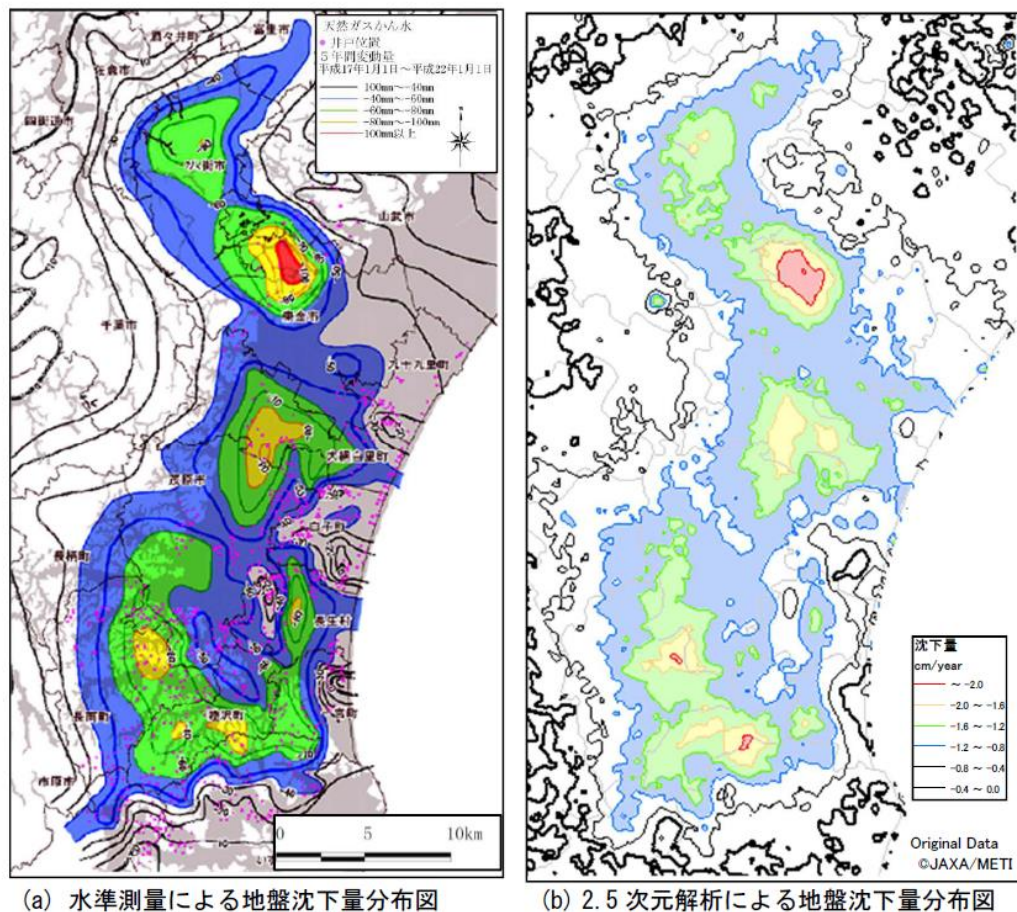 天然ガスかん水
井戸位置
5年間変動量
平成17年1月1日～平成22年1月1日
100mm～-40mm
-40mm～-60mm
-60mm～-80mm
-80mm～-100mm
-100mm以上
酒々井町
富里市
佐倉市
八街市
山武市
東金市
千葉市
九十九里町
大網白里町
茂原市
白子町
長柄町
長生村
長南町
睦沢町
市原市
0 5 10km
沈下量
cm/year
～ -2.0
-2.0 ～ -1.6
-1.6 ～ -1.2
-1.2 ～ -0.8
-0.8 ～ -0.4
-0.4 ～ 0.0
Original Data
©JAXA/METI
(a) 水準測量による地盤沈下量分布図
(b) 2.5 次元解析による地盤沈下量分布図